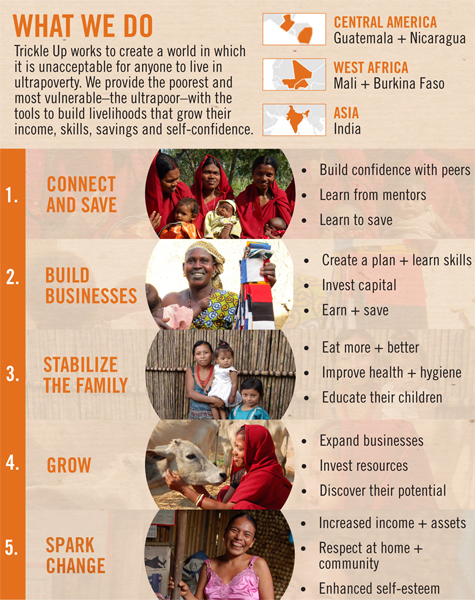 WHAT WE DO
Trickle Up works to create a world in which
it is unacceptable for anyone to live in
ultrapoverty. We provide the poorest and
most vulnerable–the ultrapoor–with the
tools to build livelihoods that grow their
income, skills, savings and self-confidence.
CENTRAL AMERICA
Guatemala + Nicaragua
WEST AFRICA
Mali + Burkina Faso
ASIA
India
1.
CONNECT
AND SAVE
• Build confidence with peers
• Learn from mentors
• Learn to save
2.
BUILD
BUSINESSES
• Create a plan + learn skills
• Invest capital
• Earn + save
3.
STABILIZE
THE FAMILY
• Eat more + better
• Improve health + hygiene
• Educate their children
4.
GROW
• Expand businesses
• Invest resources
• Discover their potential
5.
SPARK
CHANGE
• Increased income + assets
• Respect at home +
community
• Enhanced self-esteem